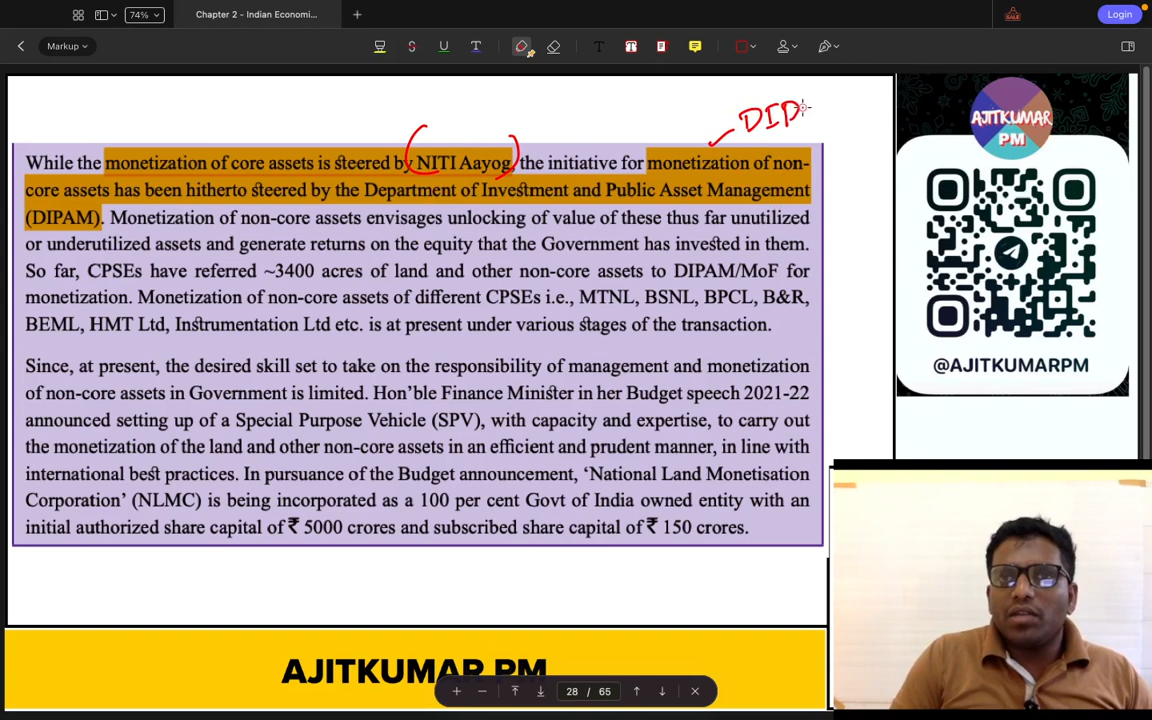 74%
Chapter 2 - Indian Economi...
SALE
Login
Markup
DIP
While the monetization of core assets is steered by NITI Aayog, the initiative for monetization of non-
core assets has been hitherto steered by the Department of Investment and Public Asset Management
(DIPAM). Monetization of non-core assets envisages unlocking of value of these thus far unutilized
or underutilized assets and generate returns on the equity that the Government has invested in them.
So far, CPSEs have referred ~3400 acres of land and other non-core assets to DIPAM/MoF for
monetization. Monetization of non-core assets of different CPSEs i.e., MTNL, BSNL, BPCL, B&R,
BEML, HMT Ltd, Instrumentation Ltd etc. is at present under various stages of the transaction.
Since, at present, the desired skill set to take on the responsibility of management and monetization
of non-core assets in Government is limited. Hon'ble Finance Minister in her Budget speech 2021-22
announced setting up of a Special Purpose Vehicle (SPV), with capacity and expertise, to carry out
the monetization of the land and other non-core assets in an efficient and prudent manner, in line with
international best practices. In pursuance of the Budget announcement, 'National Land Monetisation
Corporation' (NLMC) is being incorporated as a 100 per cent Govt of India owned entity with an
initial authorized share capital of ₹ 5000 crores and subscribed share capital of ₹ 150 crores.
AJITKUMAR
PM
@AJITKUMARPM
AJITKUMAR PM
28 / 65